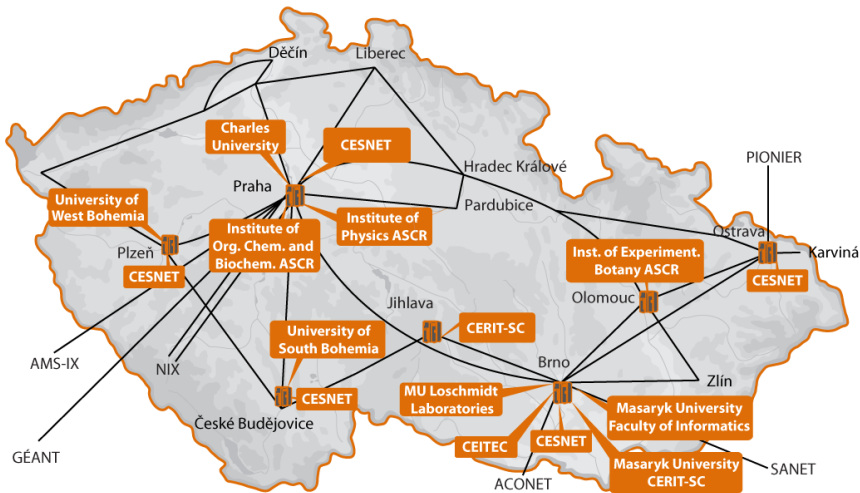 Děčín
Liberec
Charles
University
CESNET
Hradec Králové
PIONIER
Praha
University of
West Bohemia
Pardubice
Institute of
Physics ASCR
Institute of
Org. Chem. and
Biochem. ASCR
Ostrava
Karviná
Plzeň
CESNET
Inst. of Experiment.
Botany ASCR
CESNET
Olomouc
Jihlava
CERIT-SC
University of
South Bohemia
AMS-IX
NIX
Brno
Zlín
MU Loschmidt
Laboratories
CESNET
Masaryk University
Faculty of Informatics
České Budějovice
CEITEC
CESNET
GÉANT
Masaryk University
CERIT-SC
SANET
ACONET